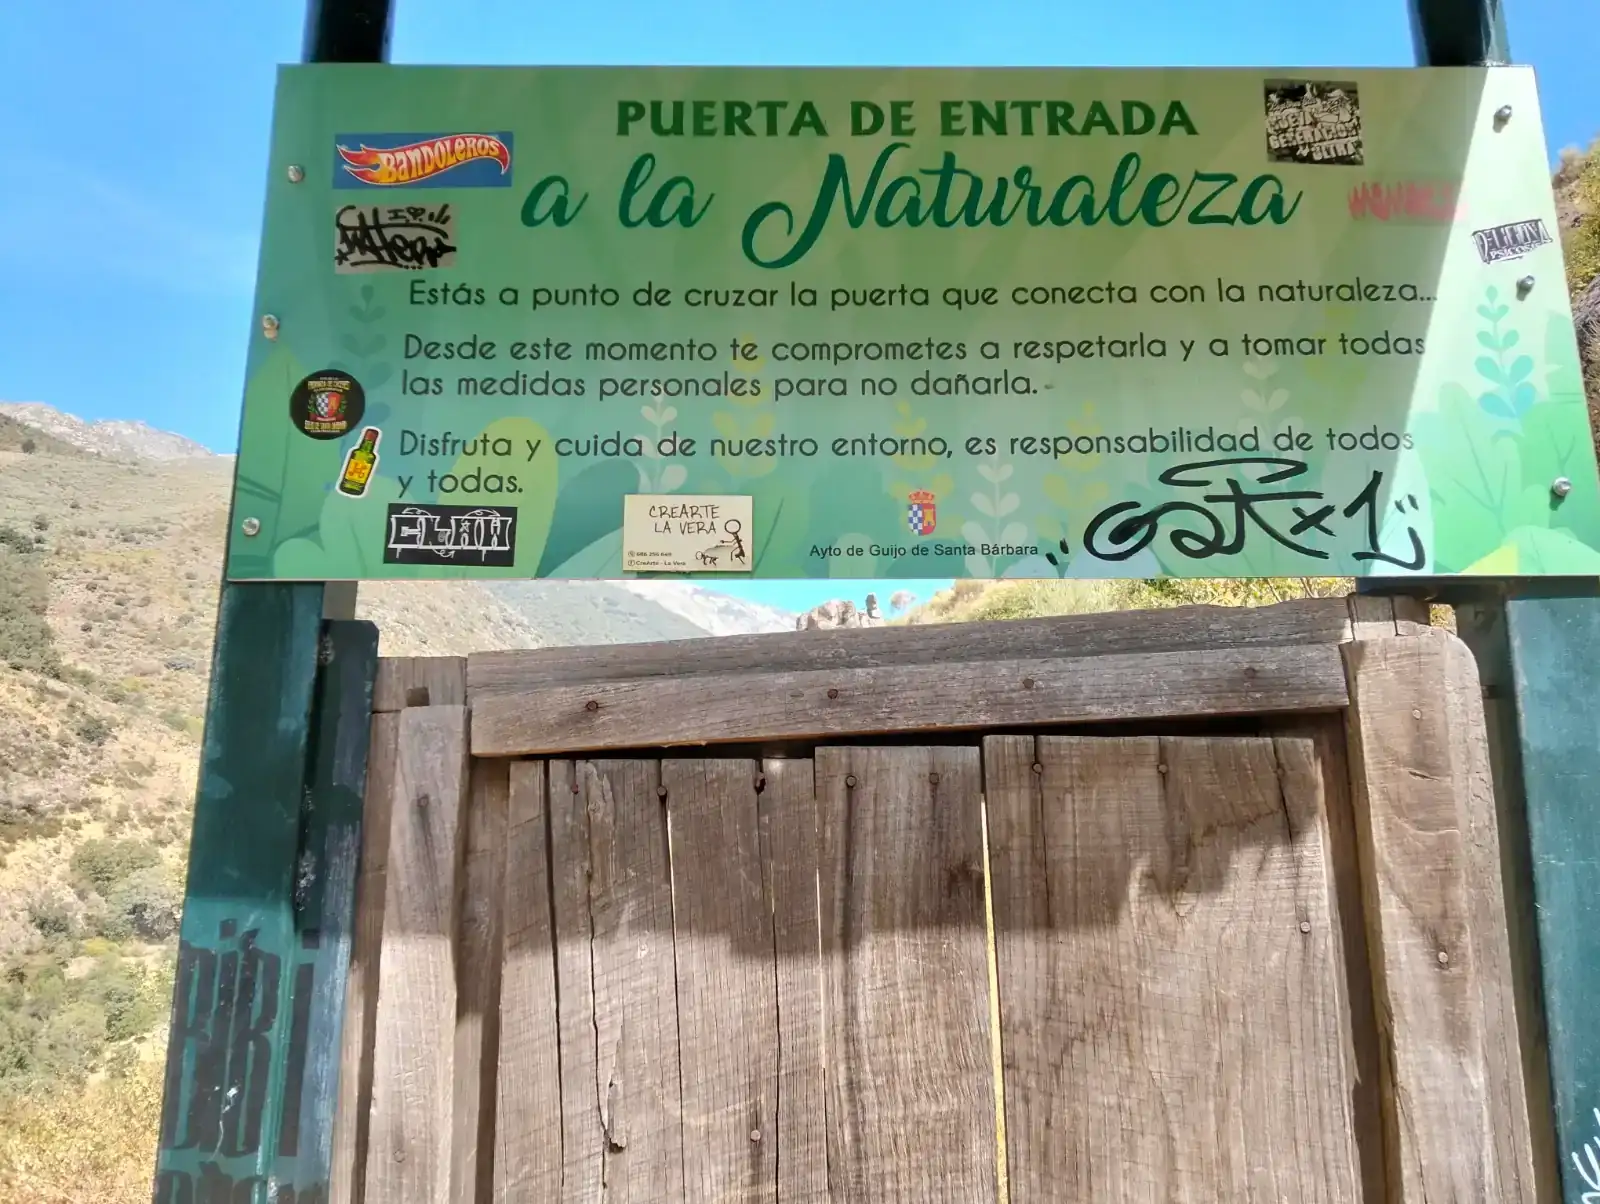 PUERTA DE ENTRADA
a la Naturaleza
BANDOLEROS
Estás a punto de cruzar la puerta que conecta con la naturaleza...
Desde este momento te comprometes a respetarla y a tomar todas
las medidas personales para no dañarla.
Disfruta y cuida de nuestro entorno, es responsabilidad de todos
y todas.
CREARTE
LA VERA
Ayto de Guijo de Santa Bárbara